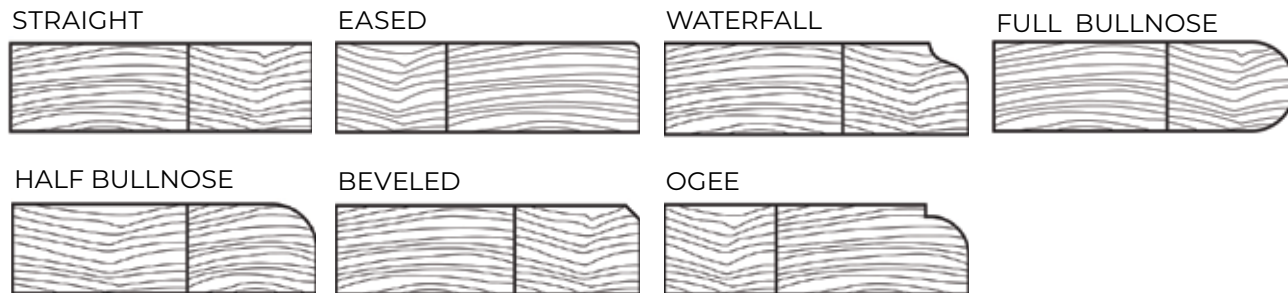 STRAIGHT
EASED
WATERFALL
FULL BULLNOSE
HALF BULLNOSE
BEVELED
OGEE